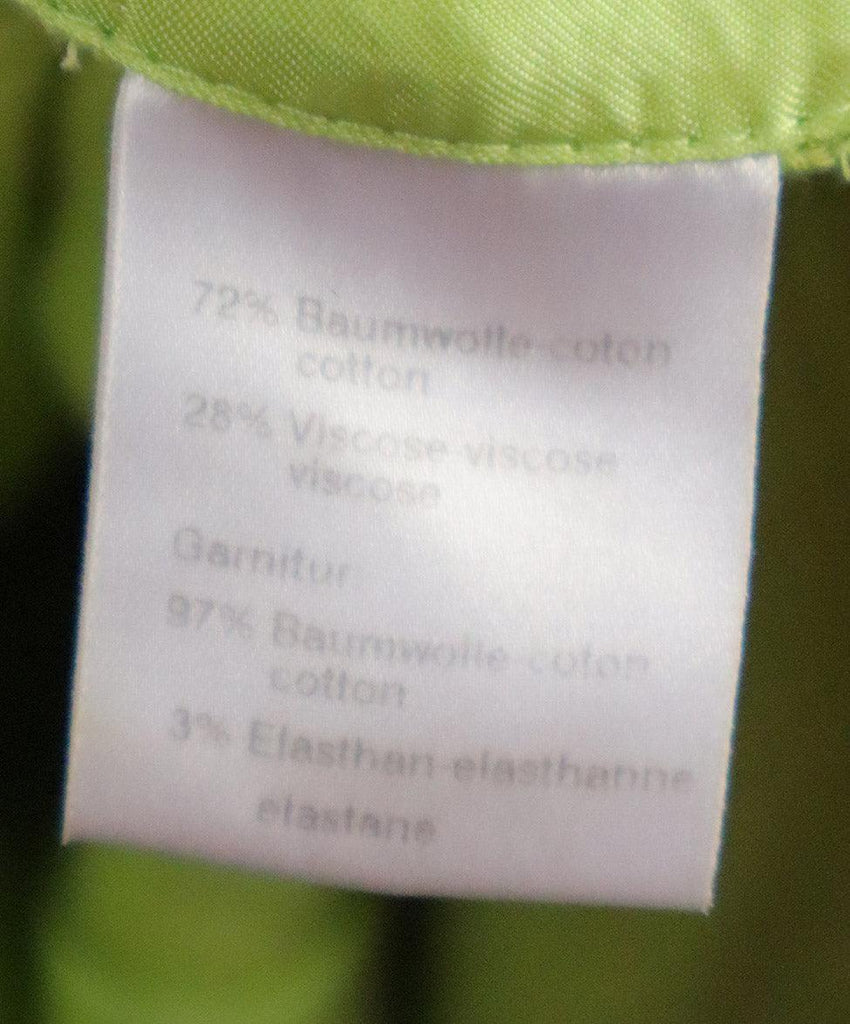 72% Baumwolle-coton
cotton
28% Viscose-viscose
viscose
Garnitur
97% Baumwolle-coton
cotton
3% Elasthan-elasthanne
elastane